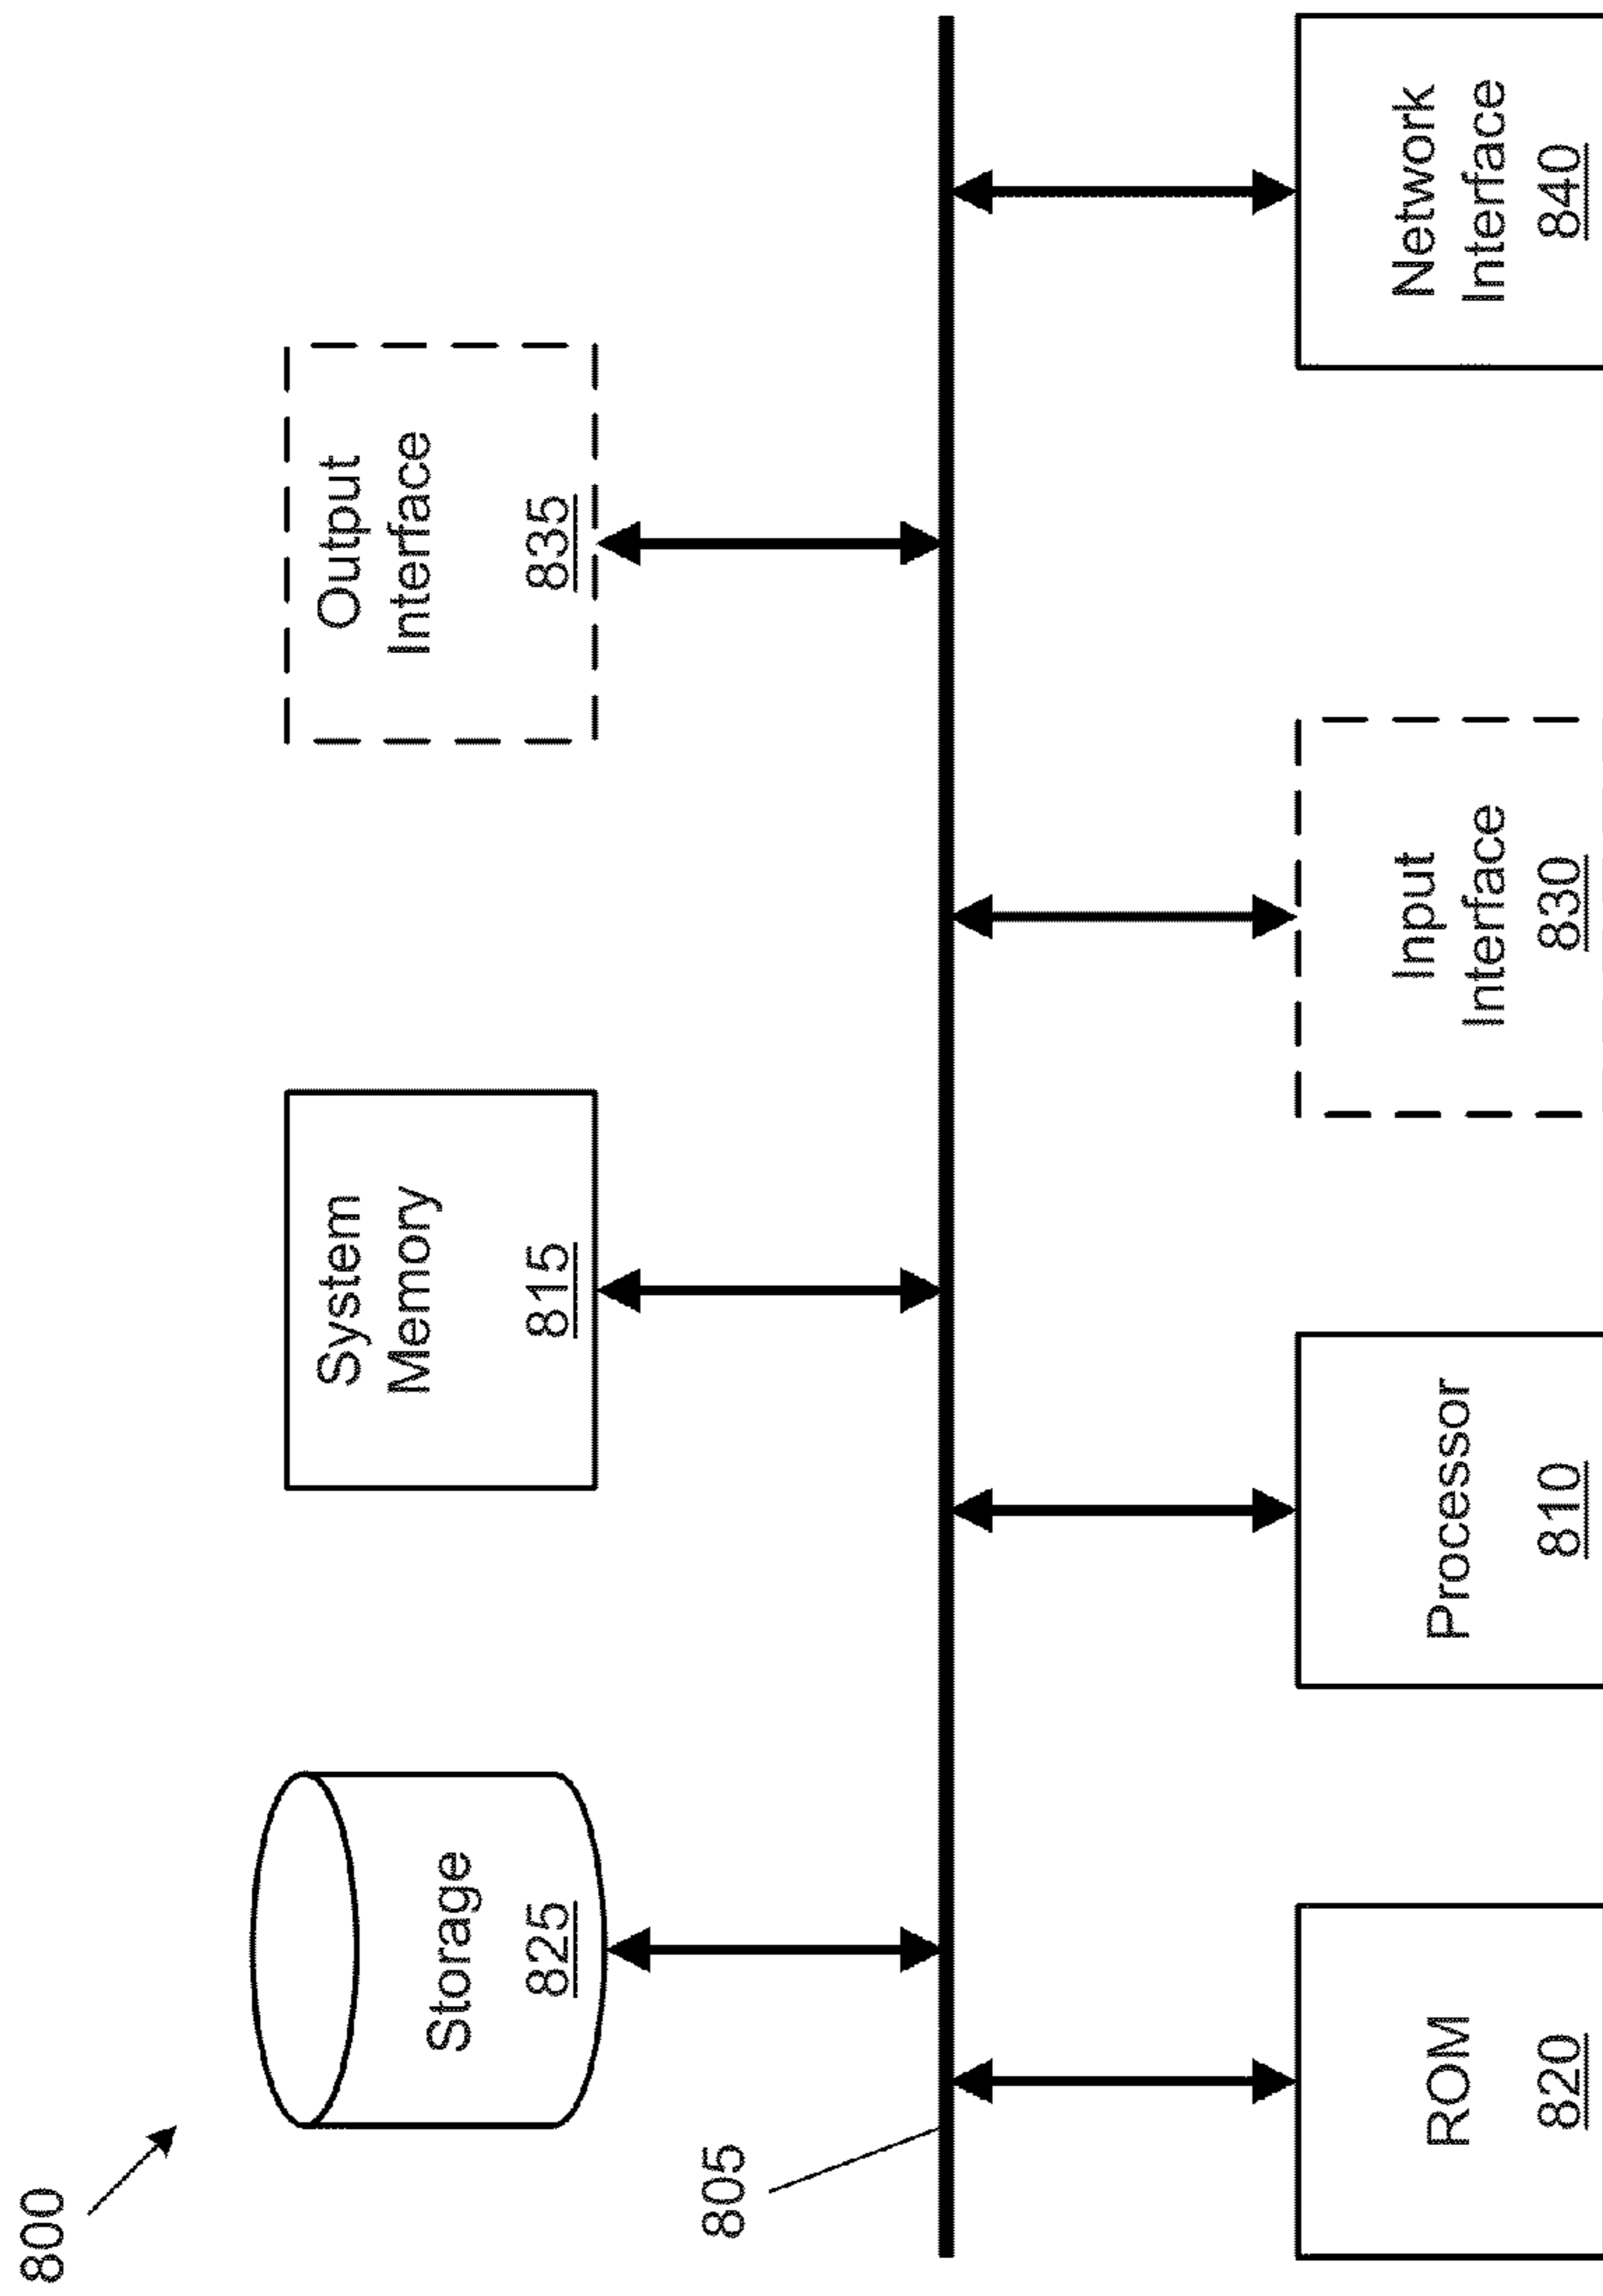 800
Storage
825
System
Memory
815
Output
Interface
835
805
ROM
820
Processor
810
Input
Interface
830
Network
Interface
840